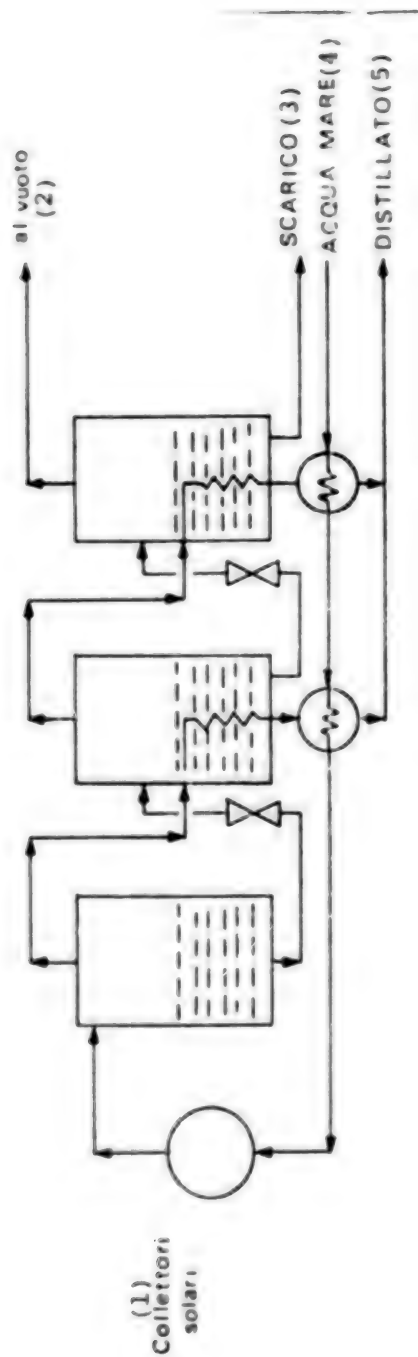 (1)
Collettori
solari
al vuoto
(2)
SCARICO(3)
ACQUA MARE(4)
DISTILLATO(5)